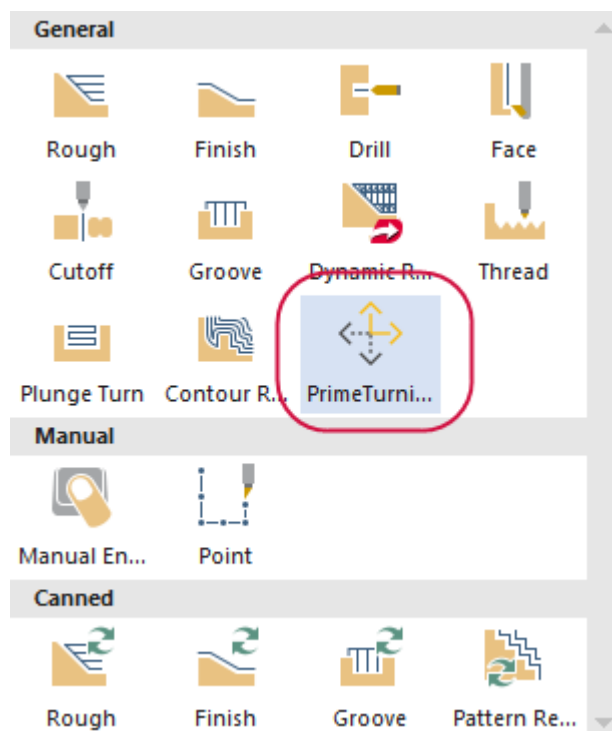 General
Rough Finish Drill Face
Cutoff Groove Dynamic R... Thread
Plunge Turn Contour R... PrimeTurni...
Manual
Manual En... Point
Canned
Rough Finish Groove Pattern Re...